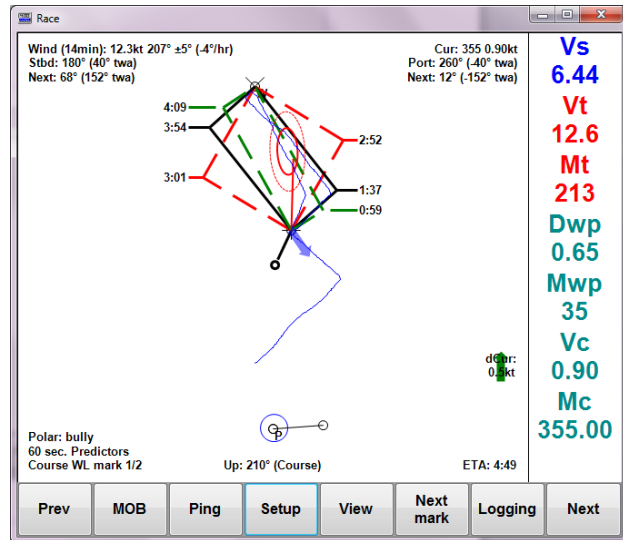 Race
Wind (14min): 12.3kt 207° ±5° (-4°/hr)
Stbd: 180° (40° twa)
Next: 68° (152° twa)
Cur: 355 0.90kt
Port: 260° (-40° twa)
Next: 12° (-152° twa)
4:09
3:54
2:52
3:01
1:37
0:59
dCur:
0.5kt
P
Polar: bully
60 sec. Predictors
Course WL mark 1/2
Up: 210° (Course)
ETA: 4:49
Vs
6.44
Vt
12.6
Mt
213
Dwp
0.65
Mwp
35
Vc
0.90
Mc
355.00
Prev
MOB
Ping
Setup
View
Next
mark
Logging
Next